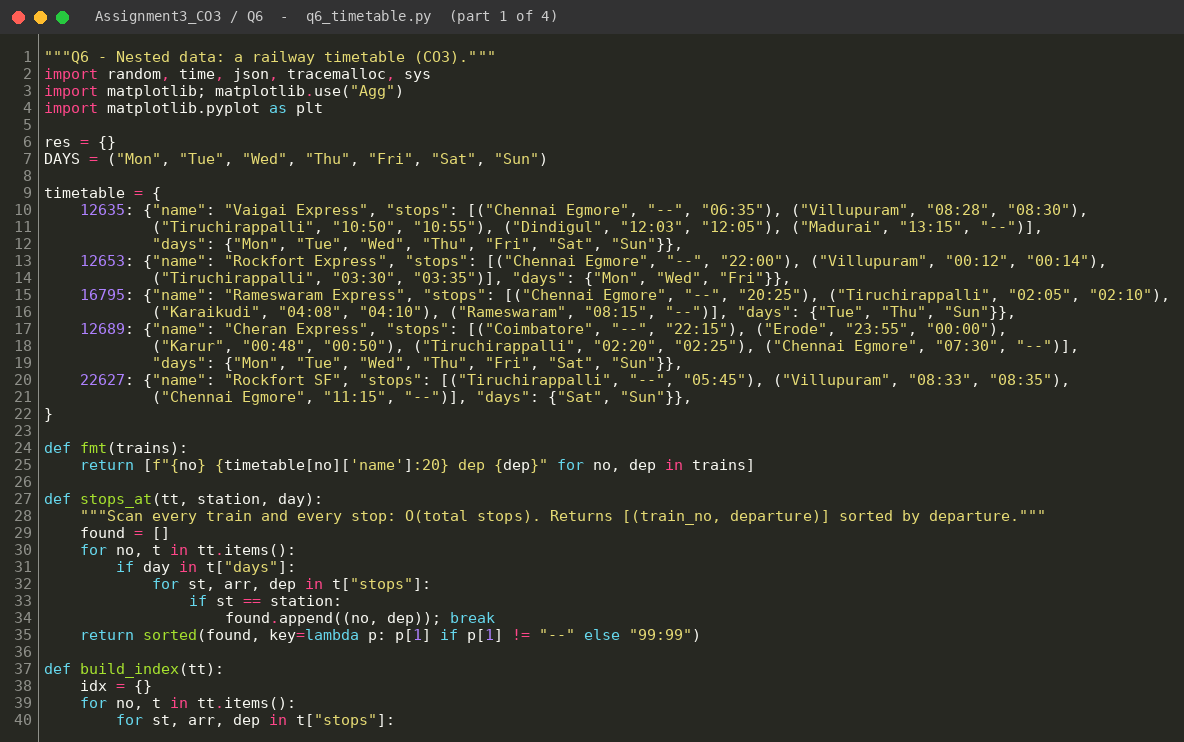 Assignment3_CO3 / Q6  -  q6_timetable.py  (part 1 of 4)
1 """Q6 - Nested data: a railway timetable (CO3)."""
2 import random, time, json, tracemalloc, sys
3 import matplotlib; matplotlib.use("Agg")
4 import matplotlib.pyplot as plt
5
6 res = {}
7 DAYS = ("Mon", "Tue", "Wed", "Thu", "Fri", "Sat", "Sun")
8
9 timetable = {
10     12635: {"name": "Vaigai Express", "stops": [("Chennai Egmore", "--", "06:35"), ("Villupuram", "08:28", "08:30"),
11             ("Tiruchirappalli", "10:50", "10:55"), ("Dindigul", "12:03", "12:05"), ("Madurai", "13:15", "--")],
12             "days": {"Mon", "Tue", "Wed", "Thu", "Fri", "Sat", "Sun"}},
13     12653: {"name": "Rockfort Express", "stops": [("Chennai Egmore", "--", "22:00"), ("Villupuram", "00:12", "00:14"),
14             ("Tiruchirappalli", "03:30", "03:35")], "days": {"Mon", "Wed", "Fri"}},
15     16795: {"name": "Rameswaram Express", "stops": [("Chennai Egmore", "--", "20:25"), ("Tiruchirappalli", "02:05", "02:10"),
16             ("Karaikudi", "04:08", "04:10"), ("Rameswaram", "08:15", "--")], "days": {"Tue", "Thu", "Sun"}},
17     12689: {"name": "Cheran Express", "stops": [("Coimbatore", "--", "22:15"), ("Erode", "23:55", "00:00"),
18             ("Karur", "00:48", "00:50"), ("Tiruchirappalli", "02:20", "02:25"), ("Chennai Egmore", "07:30", "--")],
19             "days": {"Mon", "Tue", "Wed", "Thu", "Fri", "Sat","Sun"}},
20     22627: {"name": "Rockfort SF", "stops": [("Tiruchirappalli", "--", "05:45"), ("Villupuram", "08:33", "08:35"),
21             ("Chennai Egmore", "11:15", "--")], "days": {"Sat", "Sun"}},
22 }
23
24 def fmt(trains):
25     return [f"{no} {timetable[no]['name']:20} dep {dep}" for no, dep in trains]
26
27 def stops_at(tt, station, day):
28     """Scan every train and every stop: O(total stops). Returns [(train_no, departure)] sorted by departure."""
29     found = []
30     for no, t in tt.items():
31         if day in t["days"]:
32             for st, arr, dep in t["stops"]:
33                 if st == station:
34                     found.append((no, dep)); break
35     return sorted(found, key=lambda p: p[1] if p[1] != "--" else "99:99")
36
37 def build_index(tt):
38     idx = {}
39     for no, t in tt.items():
40         for st, arr, dep in t["stops"]: